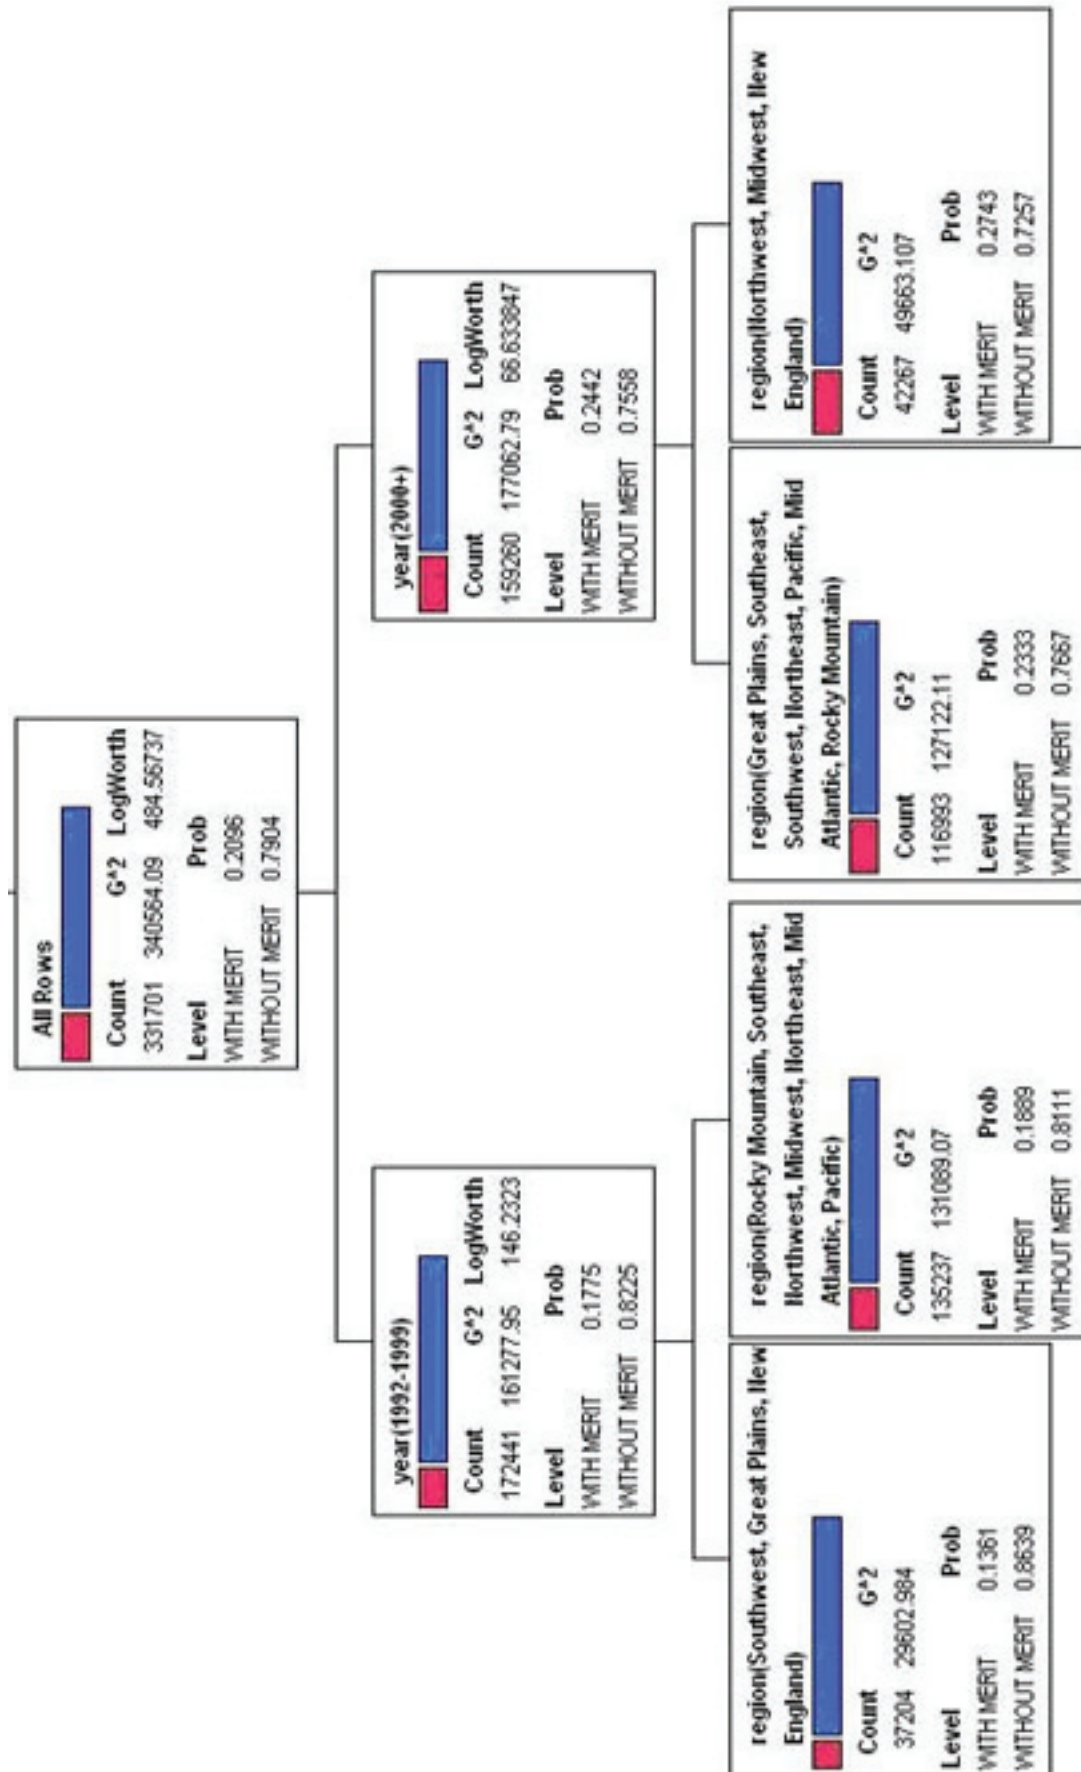 All Rows
Count G^2 LogWorth
331701 340564.09 484.56737
Level Prob
WITH MERIT 0.2096
WITHOUT MERIT 0.7904
year(1992-1999)
Count G^2 LogWorth
172441 161277.95 146.2323
Level Prob
WITH MERIT 0.1775
WITHOUT MERIT 0.8225
year(2000+)
Count G^2 LogWorth
159260 177062.79 66.633847
Level Prob
WITH MERIT 0.2442
WITHOUT MERIT 0.7558
region(Southwest, Great Plains, New
England)
Count G^2
37204 29602.984
Level Prob
WITH MERIT 0.1361
WITHOUT MERIT 0.8639
region(Rocky Mountain, Southeast,
Northwest, Midwest, Northeast, Mid
Atlantic, Pacific)
Count G^2
135237 131089.07
Level Prob
WITH MERIT 0.1889
WITHOUT MERIT 0.8111
region(Great Plains, Southeast,
Southwest, Northeast, Pacific, Mid
Atlantic, Rocky Mountain)
Count G^2
116993 127122.11
Level Prob
WITH MERIT 0.2333
WITHOUT MERIT 0.7667
region(Northwest, Midwest, New
England)
Count G^2
42267 49663.107
Level Prob
WITH MERIT 0.2743
WITHOUT MERIT 0.7257